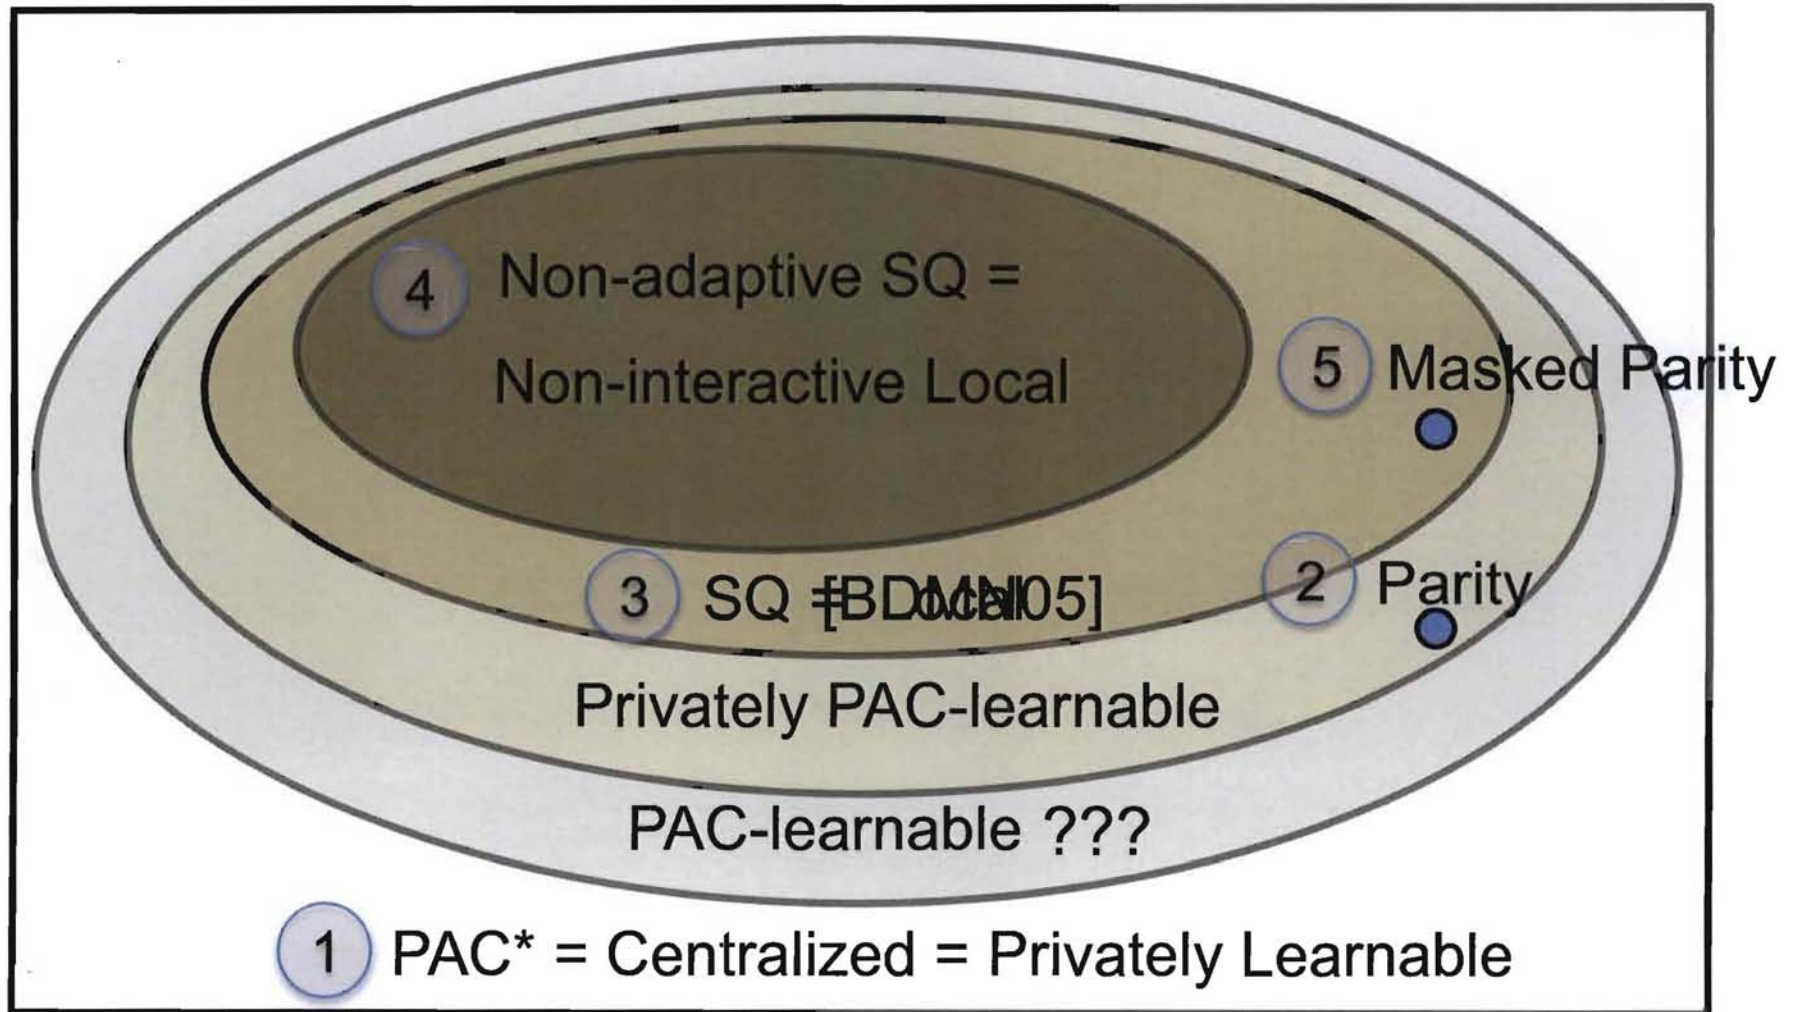 4 Non-adaptive SQ =
Non-interactive Local
5 Masked Parity
3 SQ
2 Parity
Privately PAC-learnable
PAC-learnable ???
1 PAC* = Centralized = Privately Learnable